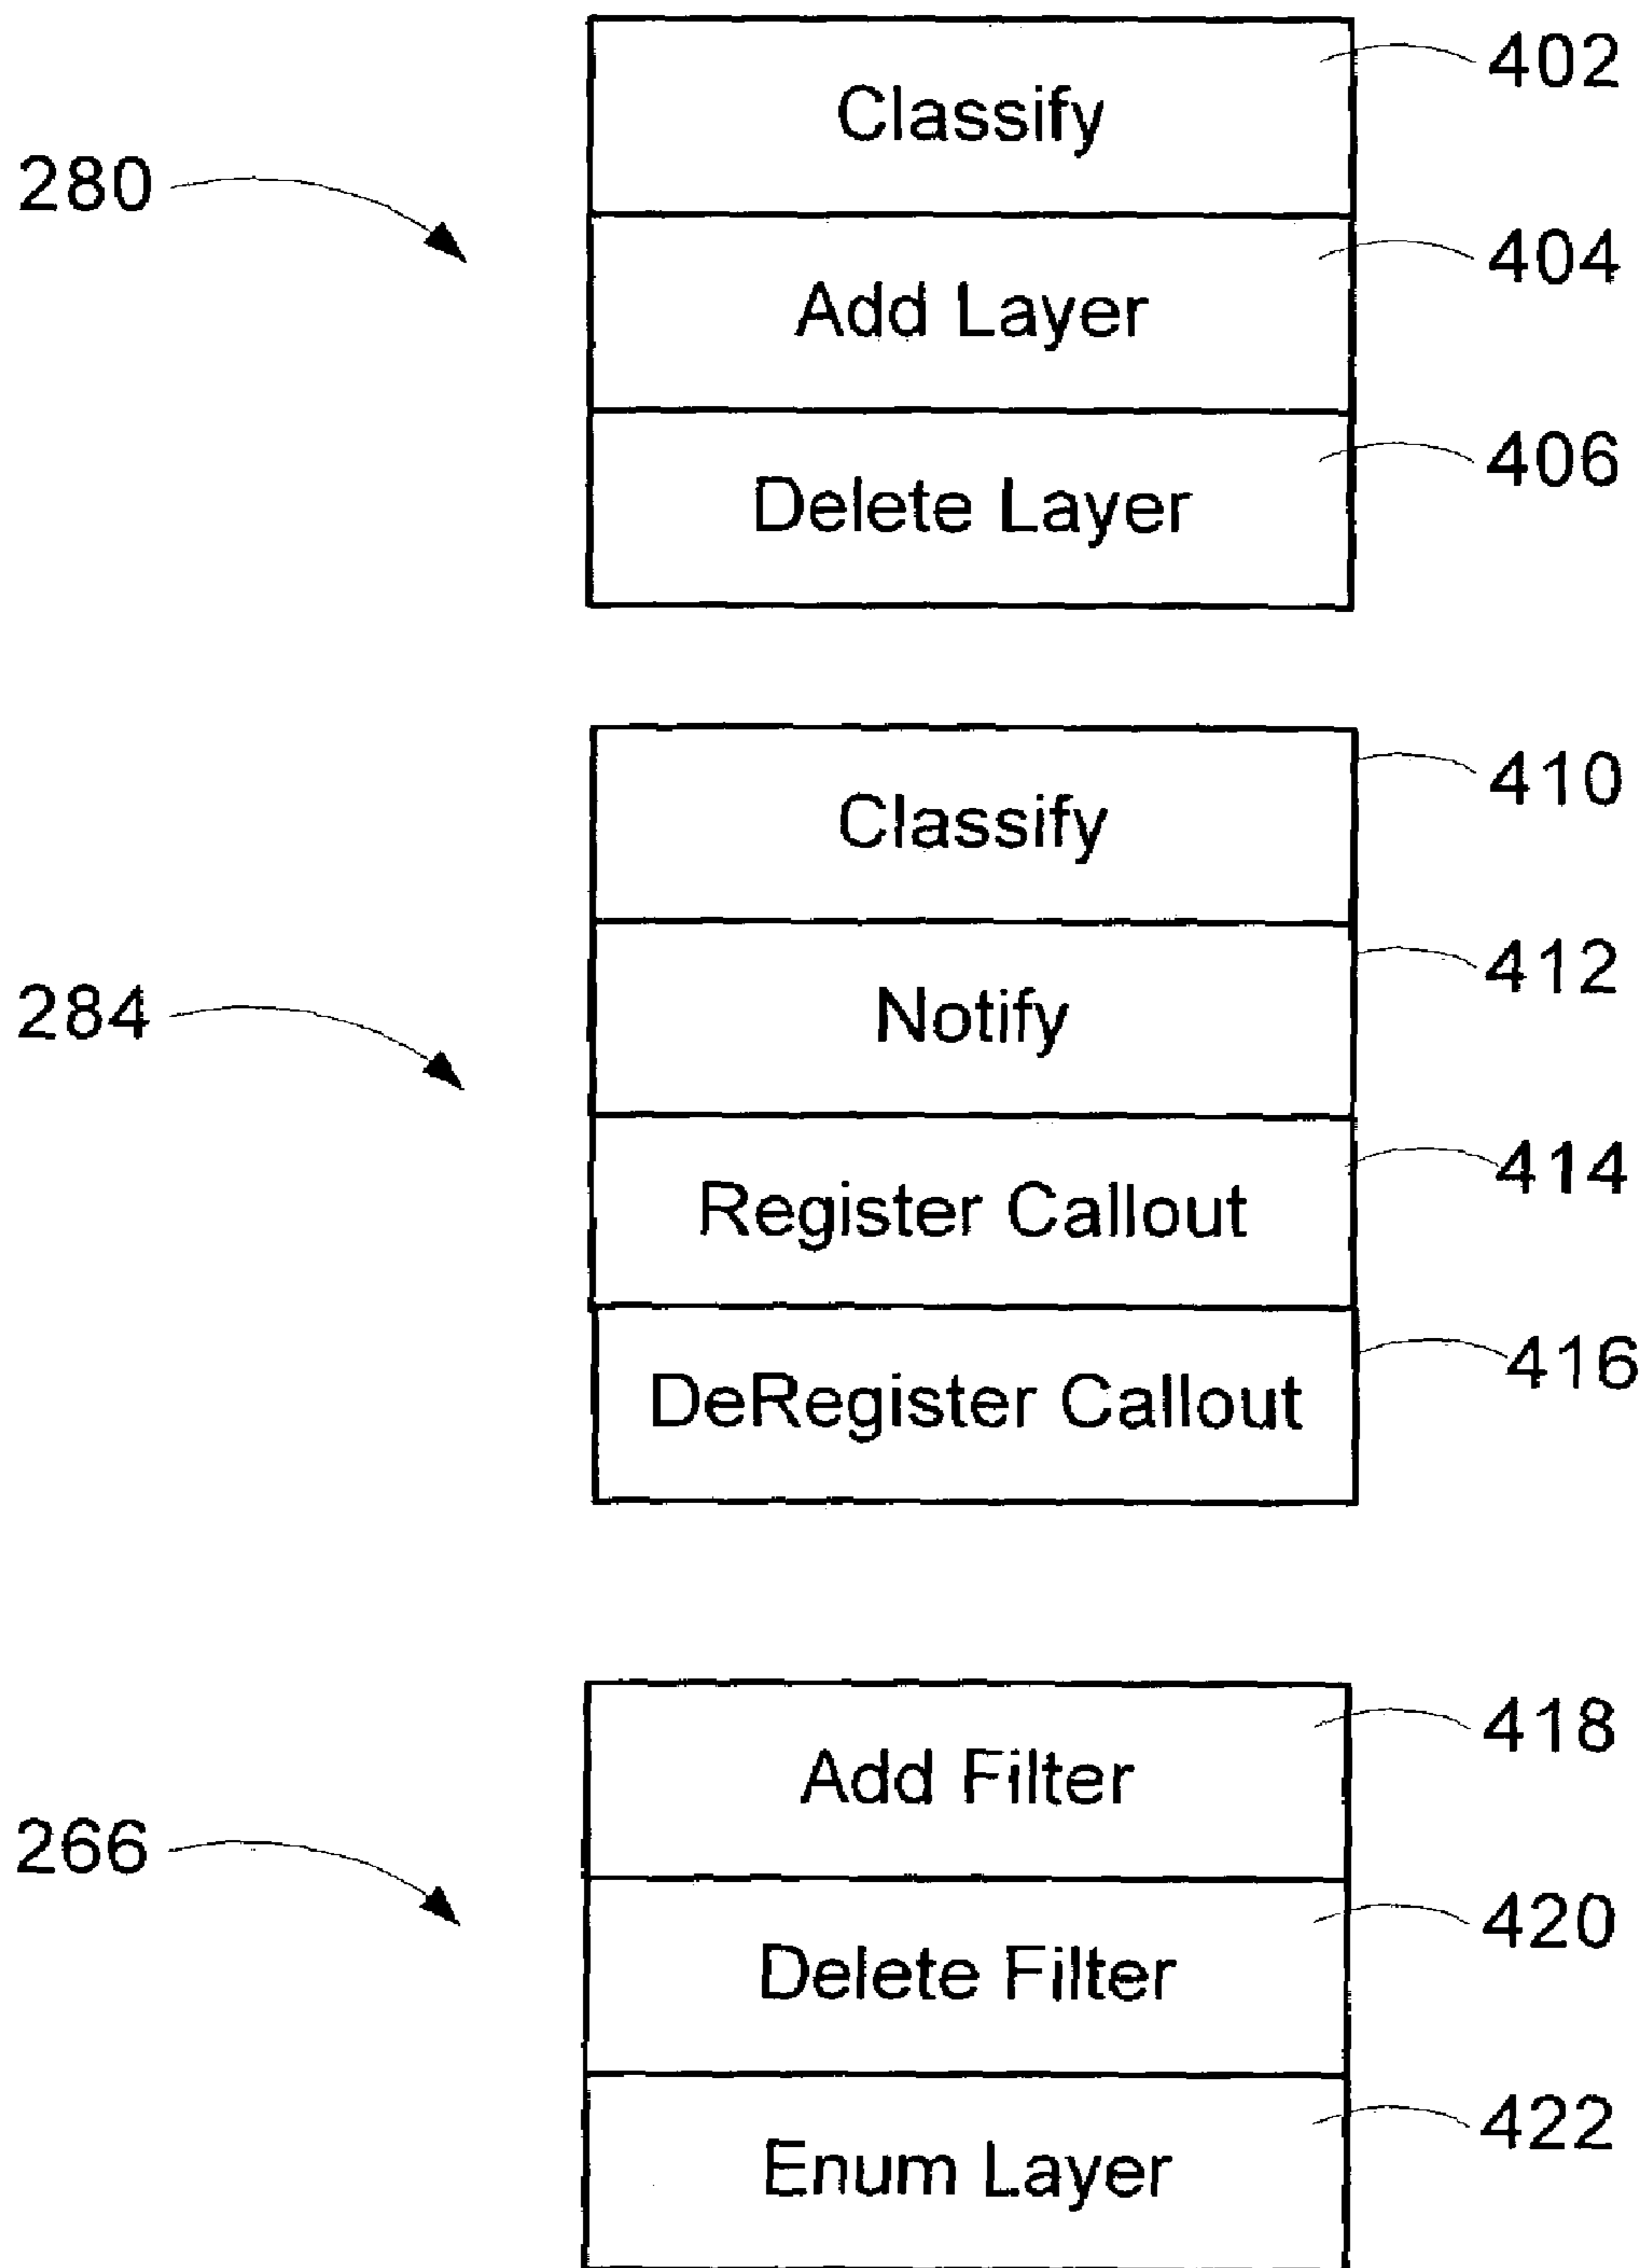 Classify
402
280
Add Layer
404
Delete Layer
406
Classify
410
Notify
412
284
Register Callout
414
DeRegister Callout
416
Add Filter
418
266
Delete Filter
420
Enum Layer
422